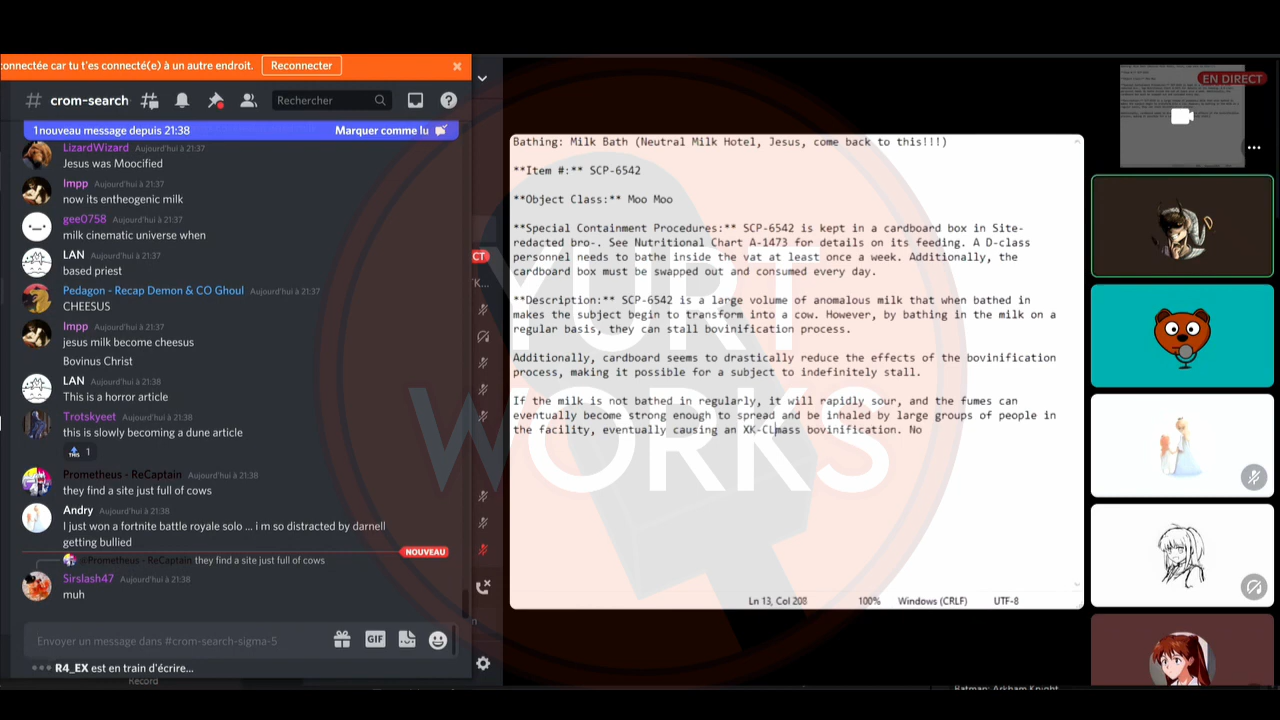 connectée car tu t'es connecté(e) à un autre endroit.
Reconnecter
crom-search
Rechercher
1 nouveau message depuis 21:38
Marquer comme lu
LizardWizard Aujourd'hui à 21:37
Jesus was Moocified
Impp Aujourd'hui à 21:37
now its entheogenic milk
gee0758 Aujourd'hui à 21:37
milk cinematic universe when
LAN Aujourd'hui à 21:37
based priest
Pedagon - Recap Demon & CO Ghoul Aujourd'hui à 21:37
CHEESUS
Impp Aujourd'hui à 21:37
jesus milk become cheesus
Bovinus Christ
LAN Aujourd'hui à 21:38
This is a horror article
Trotskyeet Aujourd'hui à 21:38
this is slowly becoming a dune article
THIS 1
Prometheus - ReCaptain Aujourd'hui à 21:38
they find a site just full of cows
Andry Aujourd'hui à 21:38
I just won a fortnite battle royale solo ... i m so distracted by darnell
getting bullied
NOUVEAU
Prometheus - ReCaptain they find a site just full of cows
Sirslash47 Aujourd'hui à 21:38
muh
Envoyer un message dans #crom-search-sigma-5
GIF
R4_EX est en train d'écrire...
Record
CT
YURT
WORKS
Bathing: Milk Bath (Neutral Milk Hotel, Jesus, come back to this!!!)
**Item #:** SCP-6542
**Object Class:** Moo Moo
**Special Containment Procedures:** SCP-6542 is kept in a cardboard box in Site-
redacted bro-. See Nutritional Chart A-1473 for details on its feeding. A D-class
personnel needs to bathe inside the vat at least once a week. Additionally, the
cardboard box must be swapped out and consumed every day.
**Description:** SCP-6542 is a large volume of anomalous milk that when bathed in
makes the subject begin to transform into a cow. However, by bathing in the milk on a
regular basis, they can stall bovinification process.
Additionally, cardboard seems to drastically reduce the effects of the bovinification
process, making it possible for a subject to indefinitely stall.
If the milk is not bathed in regularly, it will rapidly sour, and the fumes can
eventually become strong enough to spread and be inhaled by large groups of people in
the facility, eventually causing an XK-CLmass bovinification. No
Ln 13, Col 208
100%
Windows (CRLF)
UTF-8
EN DIRECT
Batman: Arkham Knight